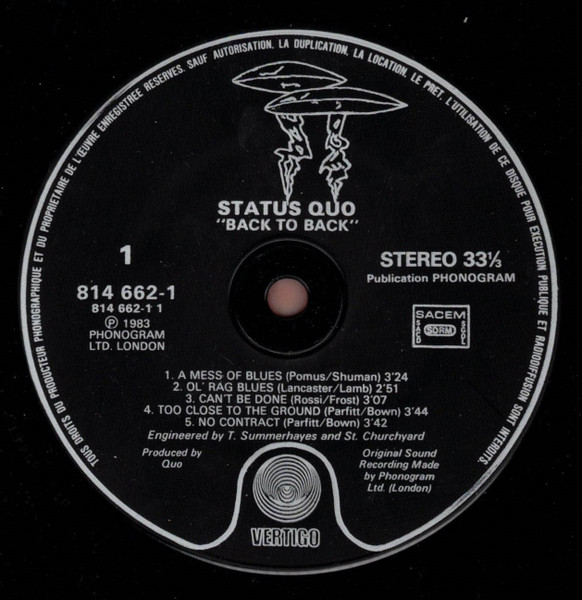 TOUS DROITS DU PRODUCTEUR PHONOGRAPHIQUE ET DU PROPRIETAIRE DE L'ŒUVRE ENREGISTREE RESERVES. SAUF AUTORISATION. LA DUPLICATION. LA LOCATION. LE PRET. L'UTILISATION DE CE DISQUE POUR EXECUTION PUBLIQUE ET RADIODIFFUSION SONT INTERDITS.
STATUS QUO
"BACK TO BACK"
1
814 662-1
814 662-1 1
Ⓟ 1983
PHONOGRAM
LTD. LONDON
STEREO 33⅓
Publication PHONOGRAM
SACEM
SACD SDRM SGDL
1. A MESS OF BLUES (Pomus/Shuman) 3'24
2. OL' RAG BLUES (Lancaster/Lamb) 2'51
3. CAN'T BE DONE (Rossi/Frost) 3'07
4. TOO CLOSE TO THE GROUND (Parfitt/Bown) 3'44
5. NO CONTRACT (Parfitt/Bown) 3'42
Engineered by T. Summerhayes and St. Churchyard
Produced by
Quo
Original Sound
Recording Made
by Phonogram
Ltd. (London)
VERTIGO